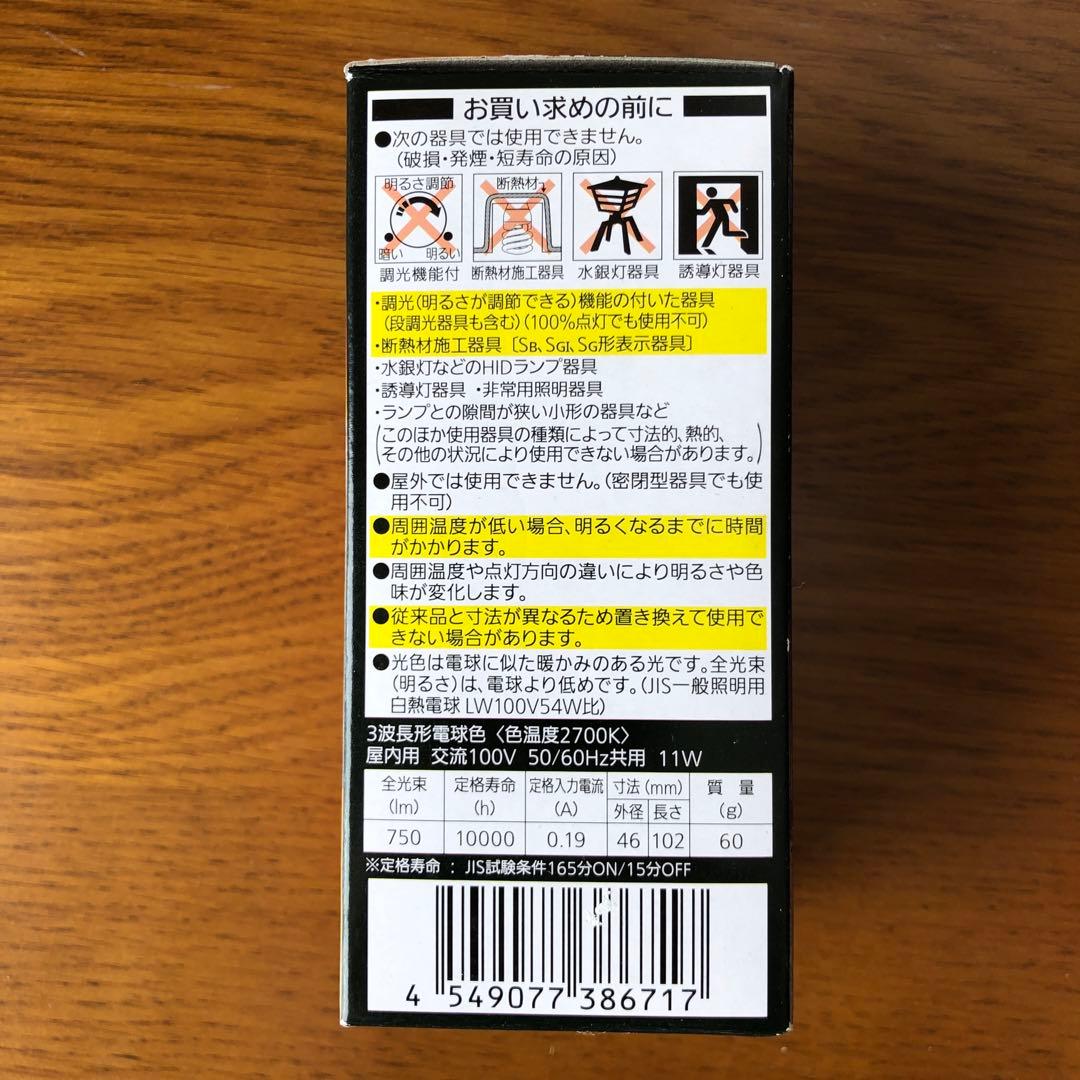 お買い求めの前に
●次の器具では使用できません。
（破損・発煙・短寿命の原因）
明るさ調節
暗い 明るい
断熱材
調光機能付 断熱材施工器具 水銀灯器具 誘導灯器具
・調光（明るさが調節できる）機能の付いた器具
（段調光器具も含む）（100%点灯でも使用不可）
・断熱材施工器具〔SB、SGI、SG形表示器具〕
・水銀灯などのHIDランプ器具
・誘導灯器具 ・非常用照明器具
・ランプとの隙間が狭い小形の器具など
（このほか使用器具の種類によって寸法的、熱的、
その他の状況により使用できない場合があります。）
●屋外では使用できません。（密閉型器具でも使
用不可）
●周囲温度が低い場合、明るくなるまでに時間
がかかります。
●周囲温度や点灯方向の違いにより明るさや色
味が変化します。
●従来品と寸法が異なるため置き換えて使用で
きない場合があります。
●光色は電球に似た暖かみのある光です。全光束
（明るさ）は、電球より低めです。（JIS一般照明用
白熱電球 LW100V54W比）
3波長形電球色〈色温度2700K〉
屋内用 交流100V 50/60Hz共用 11W
全光束 定格寿命 定格入力電流 寸法（mm） 質 量
（lm） （h） （A） 外径 長さ （g）
750 10000 0.19 46 102 60
※定格寿命 ： JIS試験条件165分ON/15分OFF
4 549077 386717